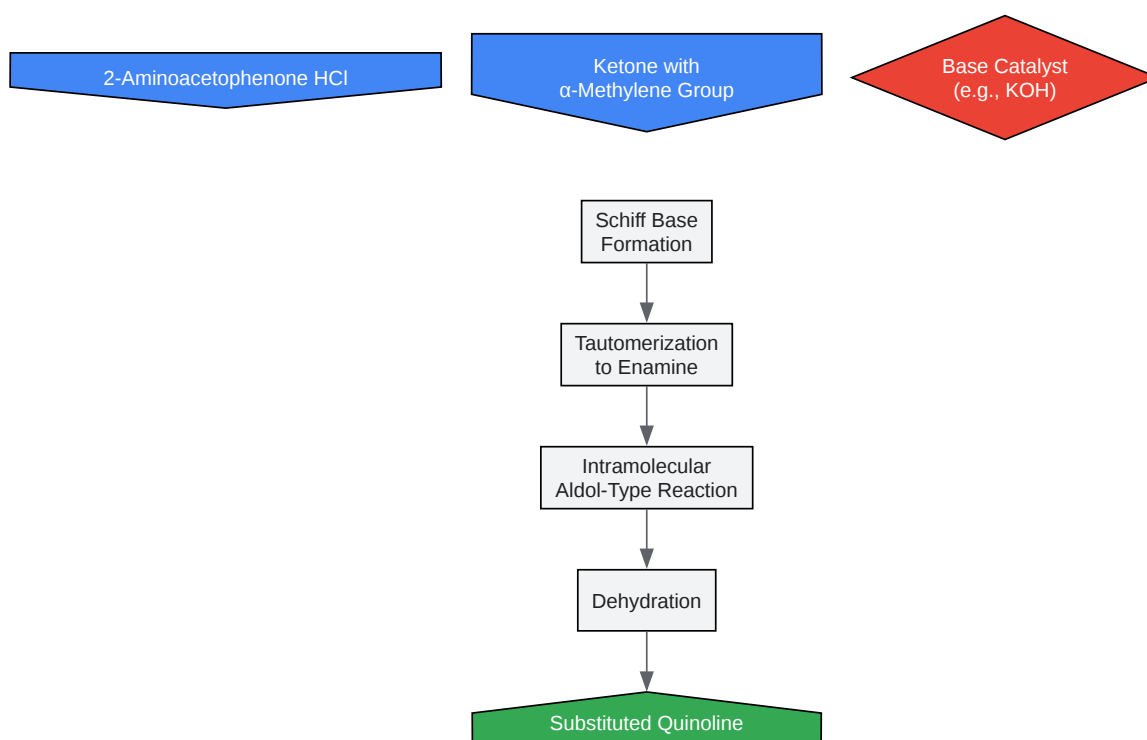 2-Aminoacetophenone HCl
Ketone with
α-Methylene Group
Base Catalyst
(e.g., KOH)
Schiff Base
Formation
Tautomerization
to Enamine
Intramolecular
Aldol-Type Reaction
Dehydration
Substituted Quinoline